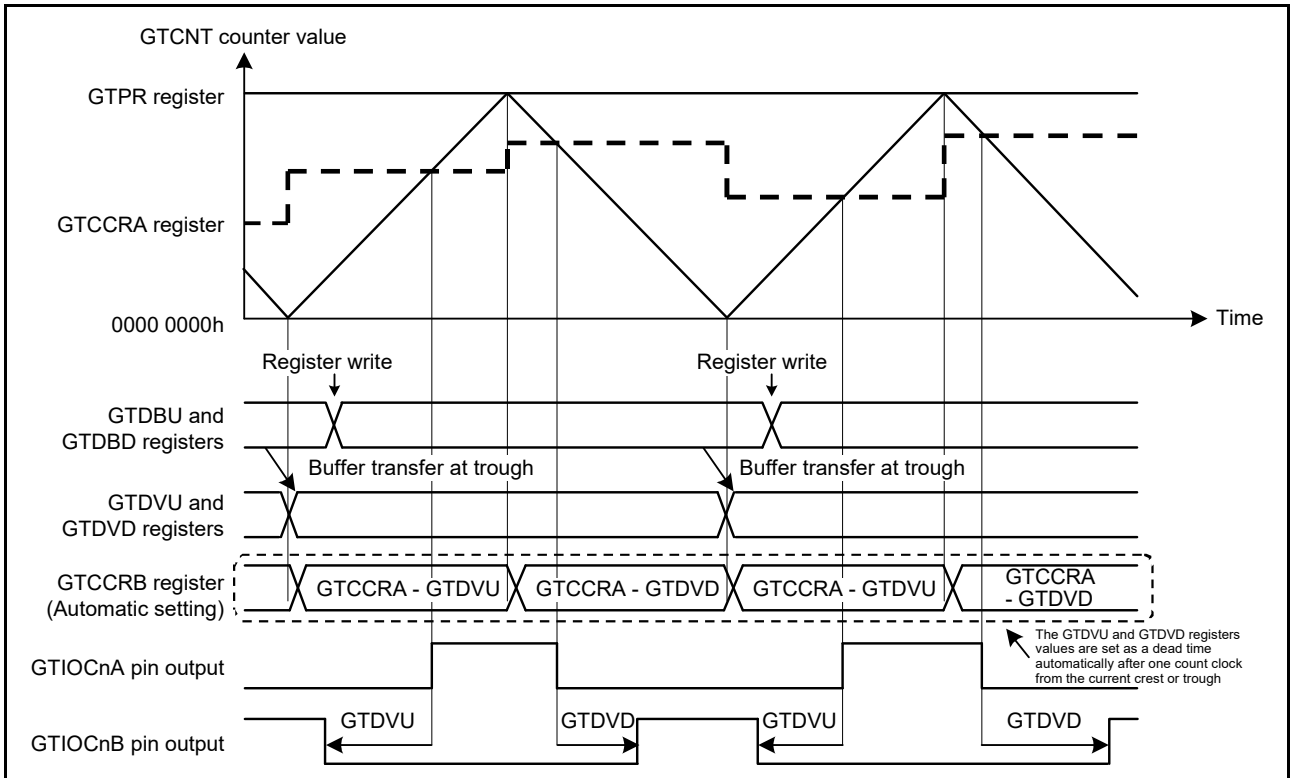 GTCNT counter value
GTPR register
GTCCRA register
0000 0000h
Time
Register write
Register write
GTDBU and
GTDBD registers
Buffer transfer at trough
Buffer transfer at trough
GTDVU and
GTDVD registers
GTCCRB register
(Automatic setting)
GTCCRA - GTDVU
GTCCRA - GTDVD
GTCCRA - GTDVU
GTCCRA
- GTDVD
The GTDVU and GTDVD registers
values are set as a dead time
automatically after one count clock
from the current crest or trough
GTIOCnA pin output
GTIOCnB pin output
GTDVU
GTDVD
GTDVU
GTDVD